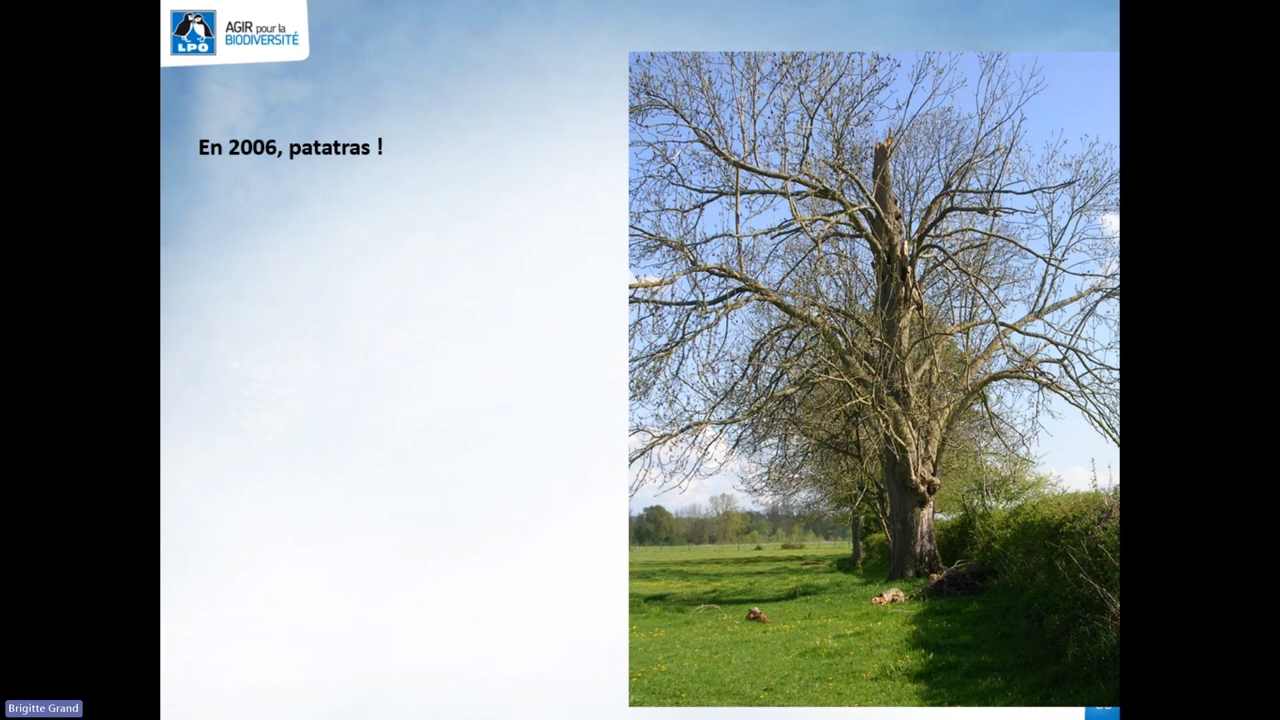 LPO
AGIR pour la
BIODIVERSITÉ
En 2006, patatras !
Brigitte Grand